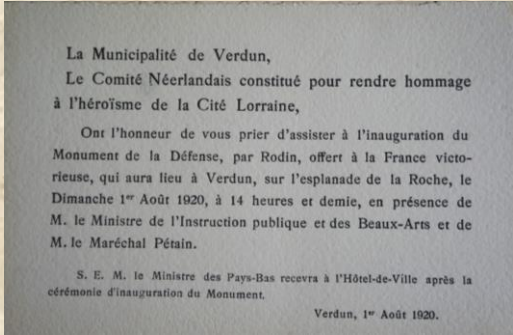 La Municipalité de Verdun,
Le Comité Néerlandais constitué pour rendre hommage
à l'héroïsme de la Cité Lorraine,
Ont l'honneur de vous prier d'assister à l'inauguration du
Monument de la Défense, par Rodin, offert à la France victo-
rieuse, qui aura lieu à Verdun, sur l'esplanade de la Roche, le
Dimanche 1er Août 1920, à 14 heures et demie, en présence de
M. le Ministre de l'Instruction publique et des Beaux-Arts et de
M. le Maréchal Pétain.
S. E. M. le Ministre des Pays-Bas recevra à l'Hôtel-de-Ville après la
cérémonie d'inauguration du Monument.
Verdun, 1er Août 1920.